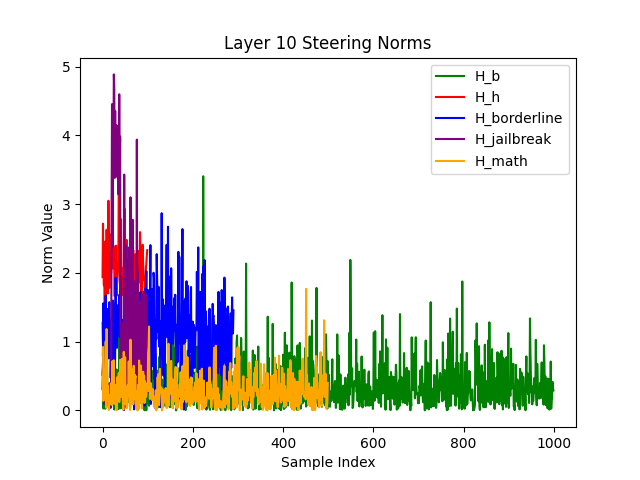 Layer 10 Steering Norms
H_b
H_h
H_borderline
H_jailbreak
H_math
Norm Value
5
4
3
2
1
0
0 200 400 600 800 1000
Sample Index